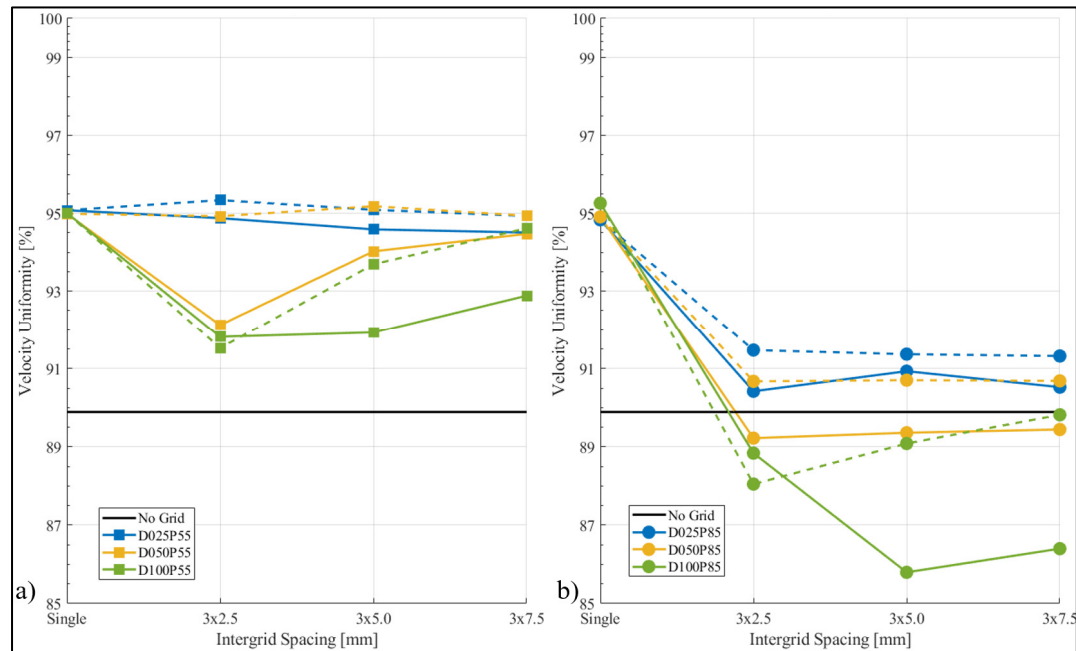 100
99
97
95
93
91
89
87
85
Velocity Uniformity [%]
No Grid
D025P55
D050P55
D100P55
a)
Single
3x2.5
3x5.0
3x7.5
Intergrid Spacing [mm]
100
99
97
95
93
91
89
87
85
Velocity Uniformity [%]
No Grid
D025P85
D050P85
D100P85
b)
Single
3x2.5
3x5.0
3x7.5
Intergrid Spacing [mm]